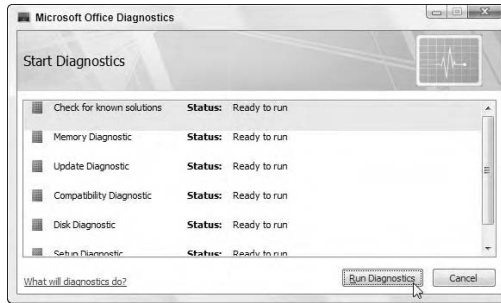 Microsoft Office Diagnostics
Start Diagnostics
Check for known solutions Status: Ready to run
Memory Diagnostic Status: Ready to run
Update Diagnostic Status: Ready to run
Compatibility Diagnostic Status: Ready to run
Disk Diagnostic Status: Ready to run
Setup Diagnostic Status: Ready to run
What will diagnostics do? Run Diagnostics Cancel